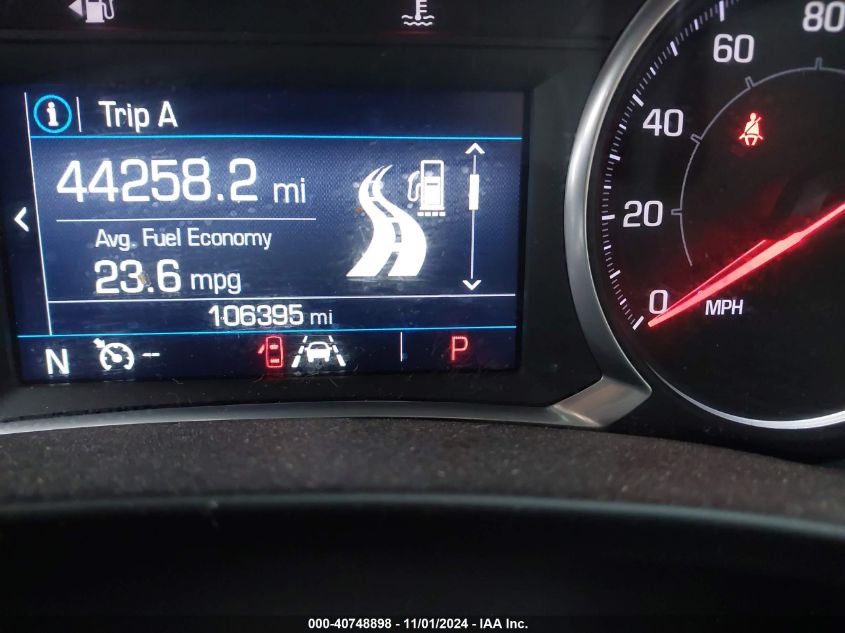 E
60
80
Trip A
40
44258.2 mi
20
Avg. Fuel Economy
23.6 mpg
0
MPH
106395 mi
N
--
P
000-40748898 - 11/01/2024 - IAA Inc.